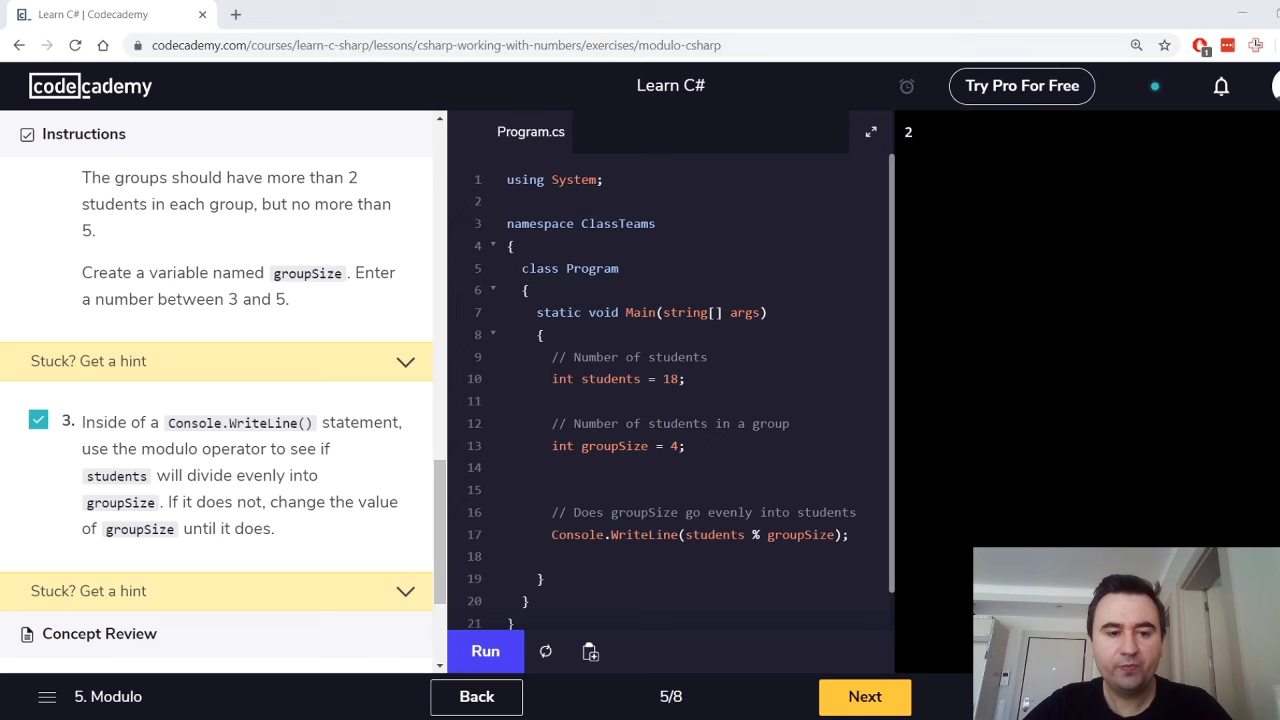 Learn C# | Codecademy
codecademy.com/courses/learn-c-sharp/lessons/csharp-working-with-numbers/exercises/modulo-csharp
1
codecademy
Learn C#
Try Pro For Free
Instructions
The groups should have more than 2
students in each group, but no more than
5.
Create a variable named groupSize. Enter
a number between 3 and 5.
Stuck? Get a hint
3. Inside of a Console.WriteLine() statement,
use the modulo operator to see if
students will divide evenly into
groupSize. If it does not, change the value
of groupSize until it does.
Stuck? Get a hint
Concept Review
Program.cs
1 using System;
2
3 namespace ClassTeams
4 {
5 class Program
6 {
7 static void Main(string[] args)
8 {
9 // Number of students
10 int students = 18;
11
12 // Number of students in a group
13 int groupSize = 4;
14
15
16 // Does groupSize go evenly into students
17 Console.WriteLine(students % groupSize);
18
19 }
20 }
21 }
Run
2
5. Modulo
Back
5/8
Next